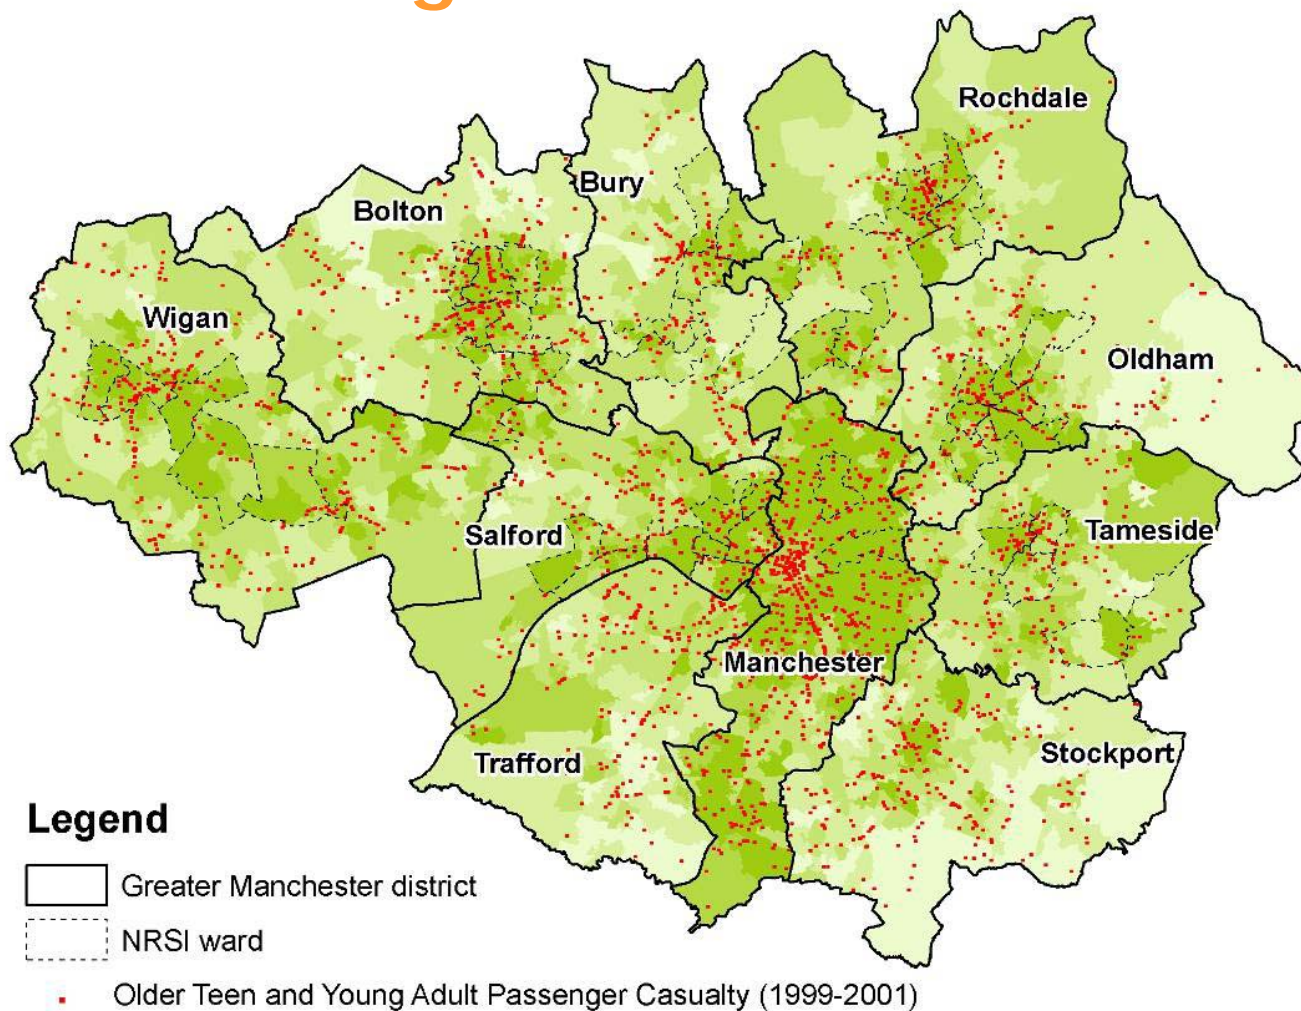 Rochdale
Bury
Bolton
Wigan
Oldham
Salford
Tameside
Manchester
Stockport
Trafford
Legend
Greater Manchester district
NRSI ward
Older Teen and Young Adult Passenger Casualty (1999-2001)